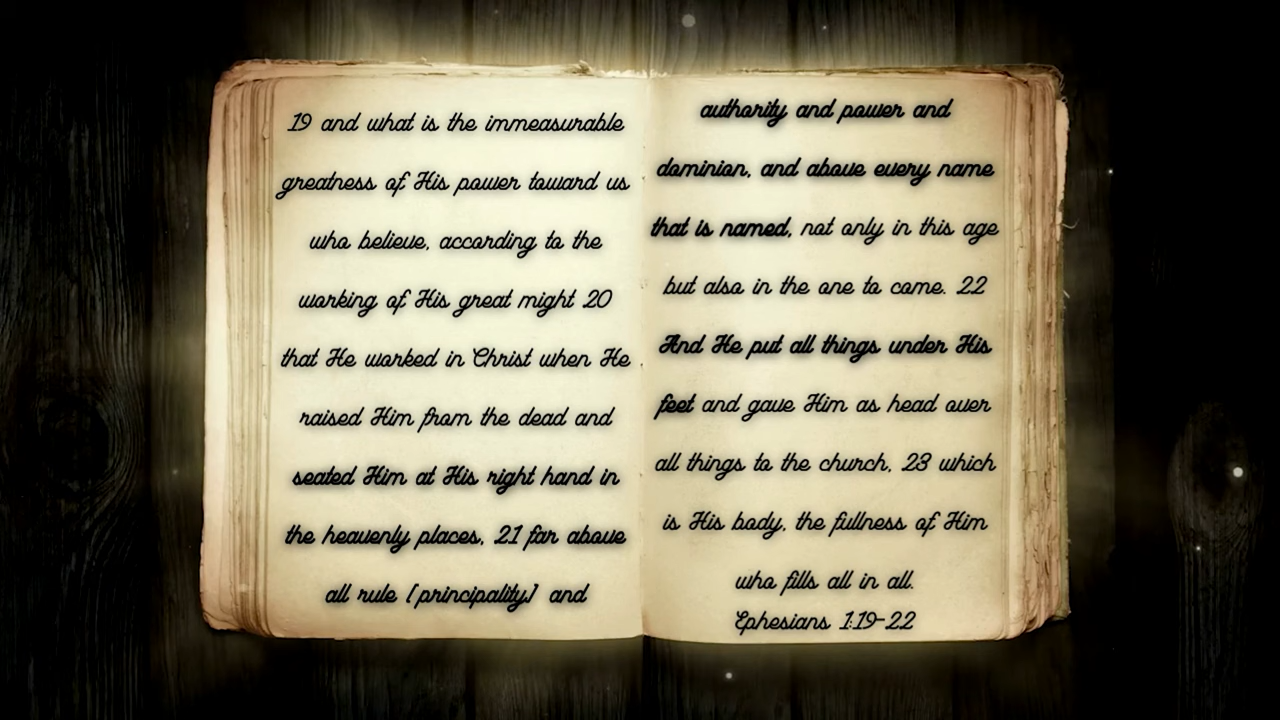 19 and what is the immeasurable
greatness of His power toward us
who believe, according to the
working of His great might 20
that He worked in Christ when He
raised Him from the dead and
seated Him at His right hand in
the heavenly places, 21 far above
all rule [principality] and
authority and power and
dominion, and above every name
that is named, not only in this age
but also in the one to come. 22
And He put all things under His
feet and gave Him as head over
all things to the church, 23 which
is His body, the fullness of Him
who fills all in all.
Ephesians 1:19-22